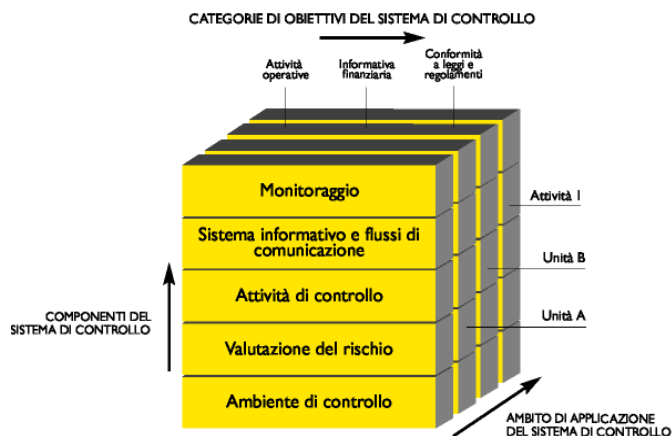 CATEGORIE DI OBIETTIVI DEL SISTEMA DI CONTROLLO
Attività
operative
Informativa
finanziaria
Conformità
a leggi e
regolamenti
Monitoraggio
Sistema informativo e flussi di
comunicazione
Attività di controllo
Valutazione del rischio
Ambiente di controllo
Attività 1
Unità B
Unità A
COMPONENTI DEL
SISTEMA DI CONTROLLO
AMBITO DI APPLICAZIONE
DEL SISTEMA DI CONTROLLO